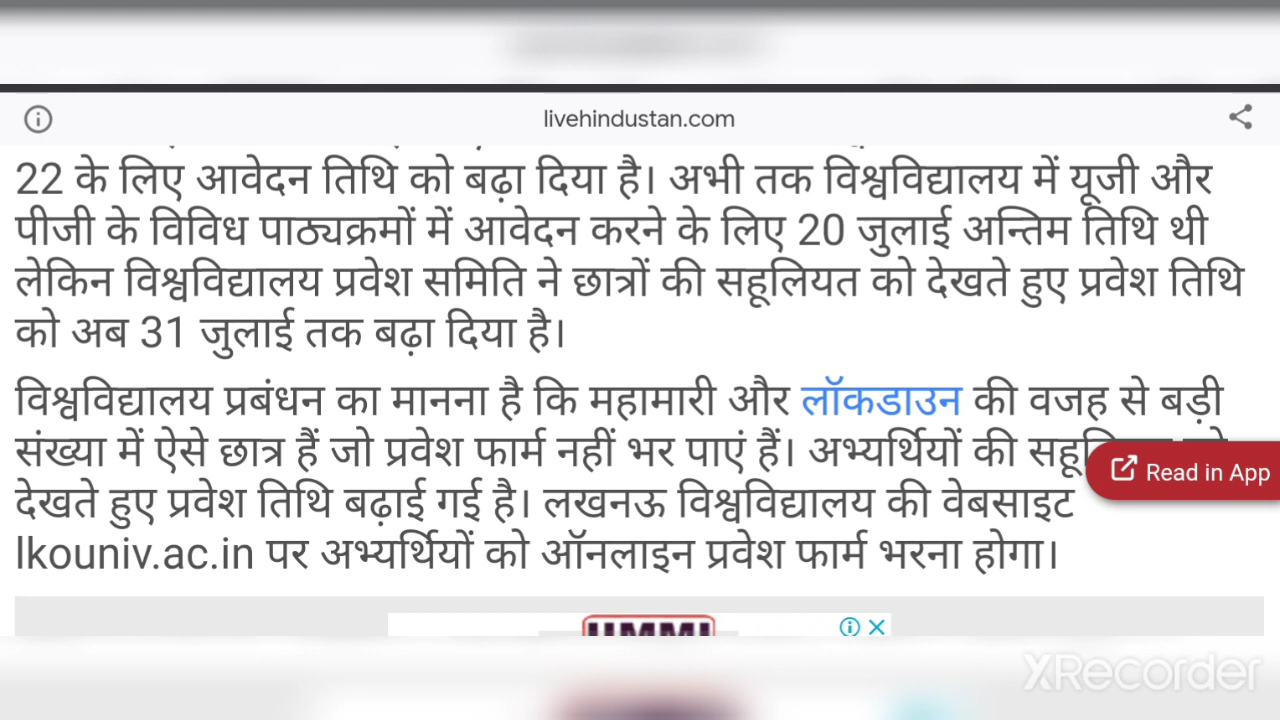 livehindustan.com
22 के लिए आवेदन तिथि को बढ़ा दिया है। अभी तक विश्वविद्यालय में यूजी और
पीजी के विविध पाठ्यक्रमों में आवेदन करने के लिए 20 जुलाई अन्तिम तिथि थी
लेकिन विश्वविद्यालय प्रवेश समिति ने छात्रों की सहूलियत को देखते हुए प्रवेश तिथि
को अब 31 जुलाई तक बढ़ा दिया है।
विश्वविद्यालय प्रबंधन का मानना है कि महामारी और लॉकडाउन की वजह से बड़ी
संख्या में ऐसे छात्र हैं जो प्रवेश फार्म नहीं भर पाएं हैं। अभ्यर्थियों की
Read in App
देखते हुए प्रवेश तिथि बढ़ाई गई है। लखनऊ विश्वविद्यालय की वेबसाइट
lkouniv.ac.in पर अभ्यर्थियों को ऑनलाइन प्रवेश फार्म भरना होगा।
XRecorder